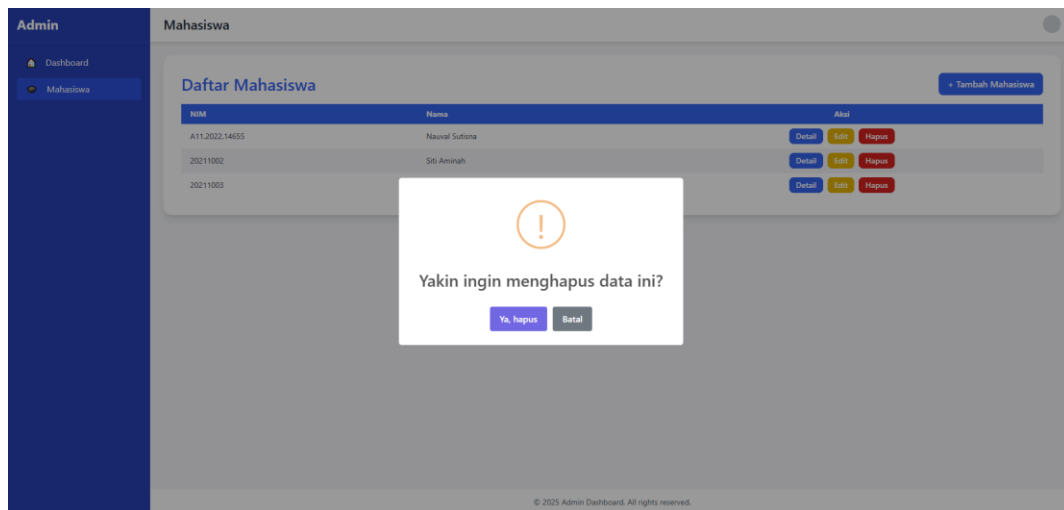 Admin
Mahasiswa
Dashboard
Mahasiswa
Daftar Mahasiswa
+ Tambah Mahasiswa
NIM Nama Aksi
A11.2022.14655 Nauval Sutisna Detail Edit Hapus
20211002 Siti Aminah Detail Edit Hapus
20211003 Detail Edit Hapus
Yakin ingin menghapus data ini?
Ya, hapus Batal
© 2025 Admin Dashboard. All rights reserved.